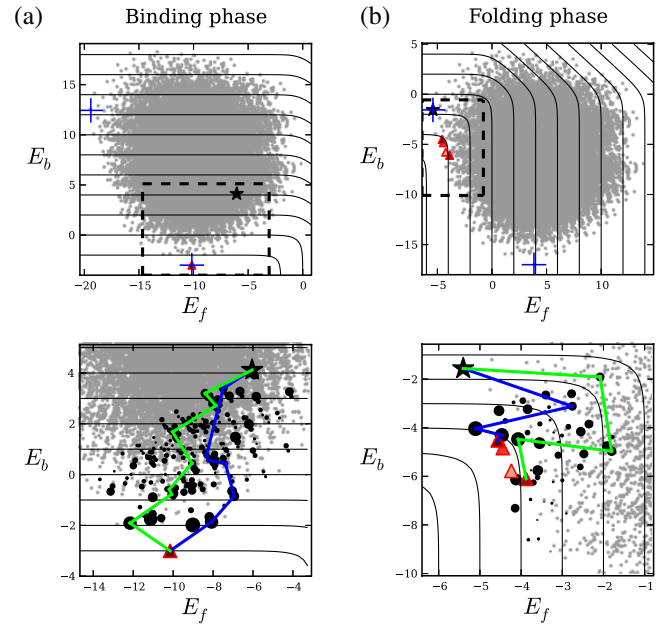 (a) Binding phase
(b) Folding phase
15
10
5
0
−20 −15 −10 −5 0
E_b
E_f
5
0
−5
−10
−15
−5 0 5 10
E_b
E_f
4
2
0
−2
−4
−14 −12 −10 −8 −6 −4
E_b
E_f
−2
−4
−6
−8
−10
−6 −5 −4 −3 −2 −1
E_b
E_f